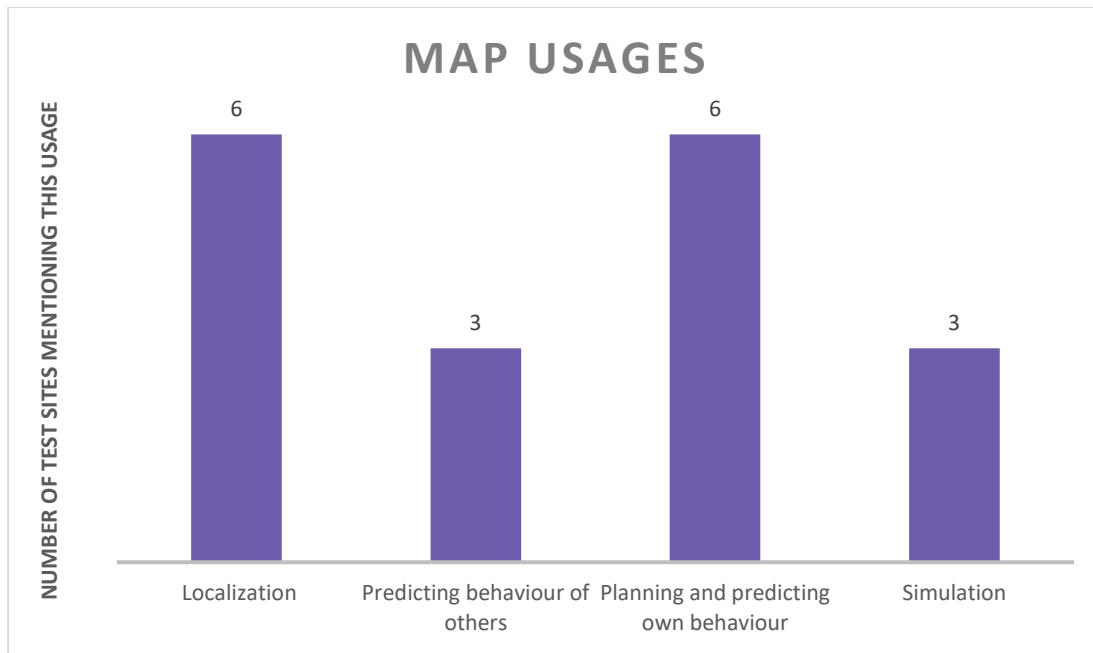 MAP USAGES
NUMBER OF TEST SITES MENTIONING THIS USAGE
6
3
6
3
Localization
Predicting behaviour of
others
Planning and predicting
own behaviour
Simulation